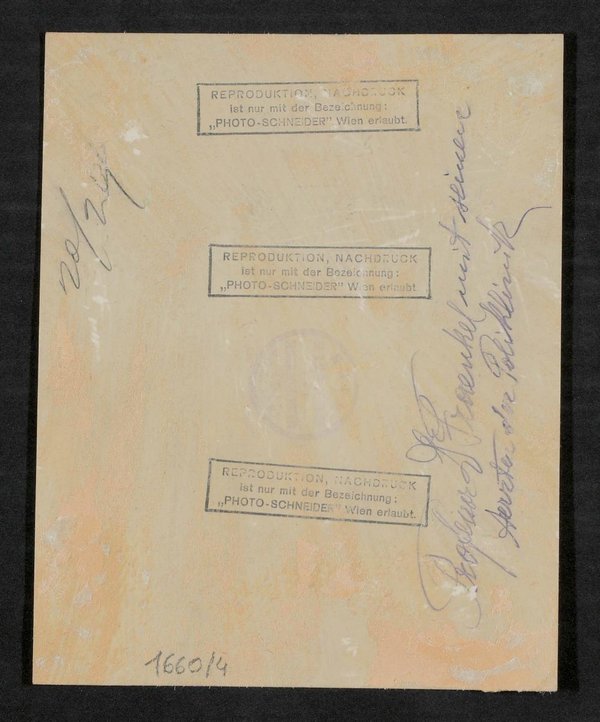 REPRODUKTION, NACHDRUCK
ist nur mit der Bezeichnung:
„PHOTO-SCHNEIDER" Wien erlaubt.
REPRODUKTION, NACHDRUCK
ist nur mit der Bezeichnung:
„PHOTO-SCHNEIDER" Wien erlaubt
REPRODUKTION, NACHDRUCK
ist nur mit der Bezeichnung:
„PHOTO-SCHNEIDER" Wien erlaubt.
20/
Professor Fraenkel mit seinen
der Poliklinik
1660/4